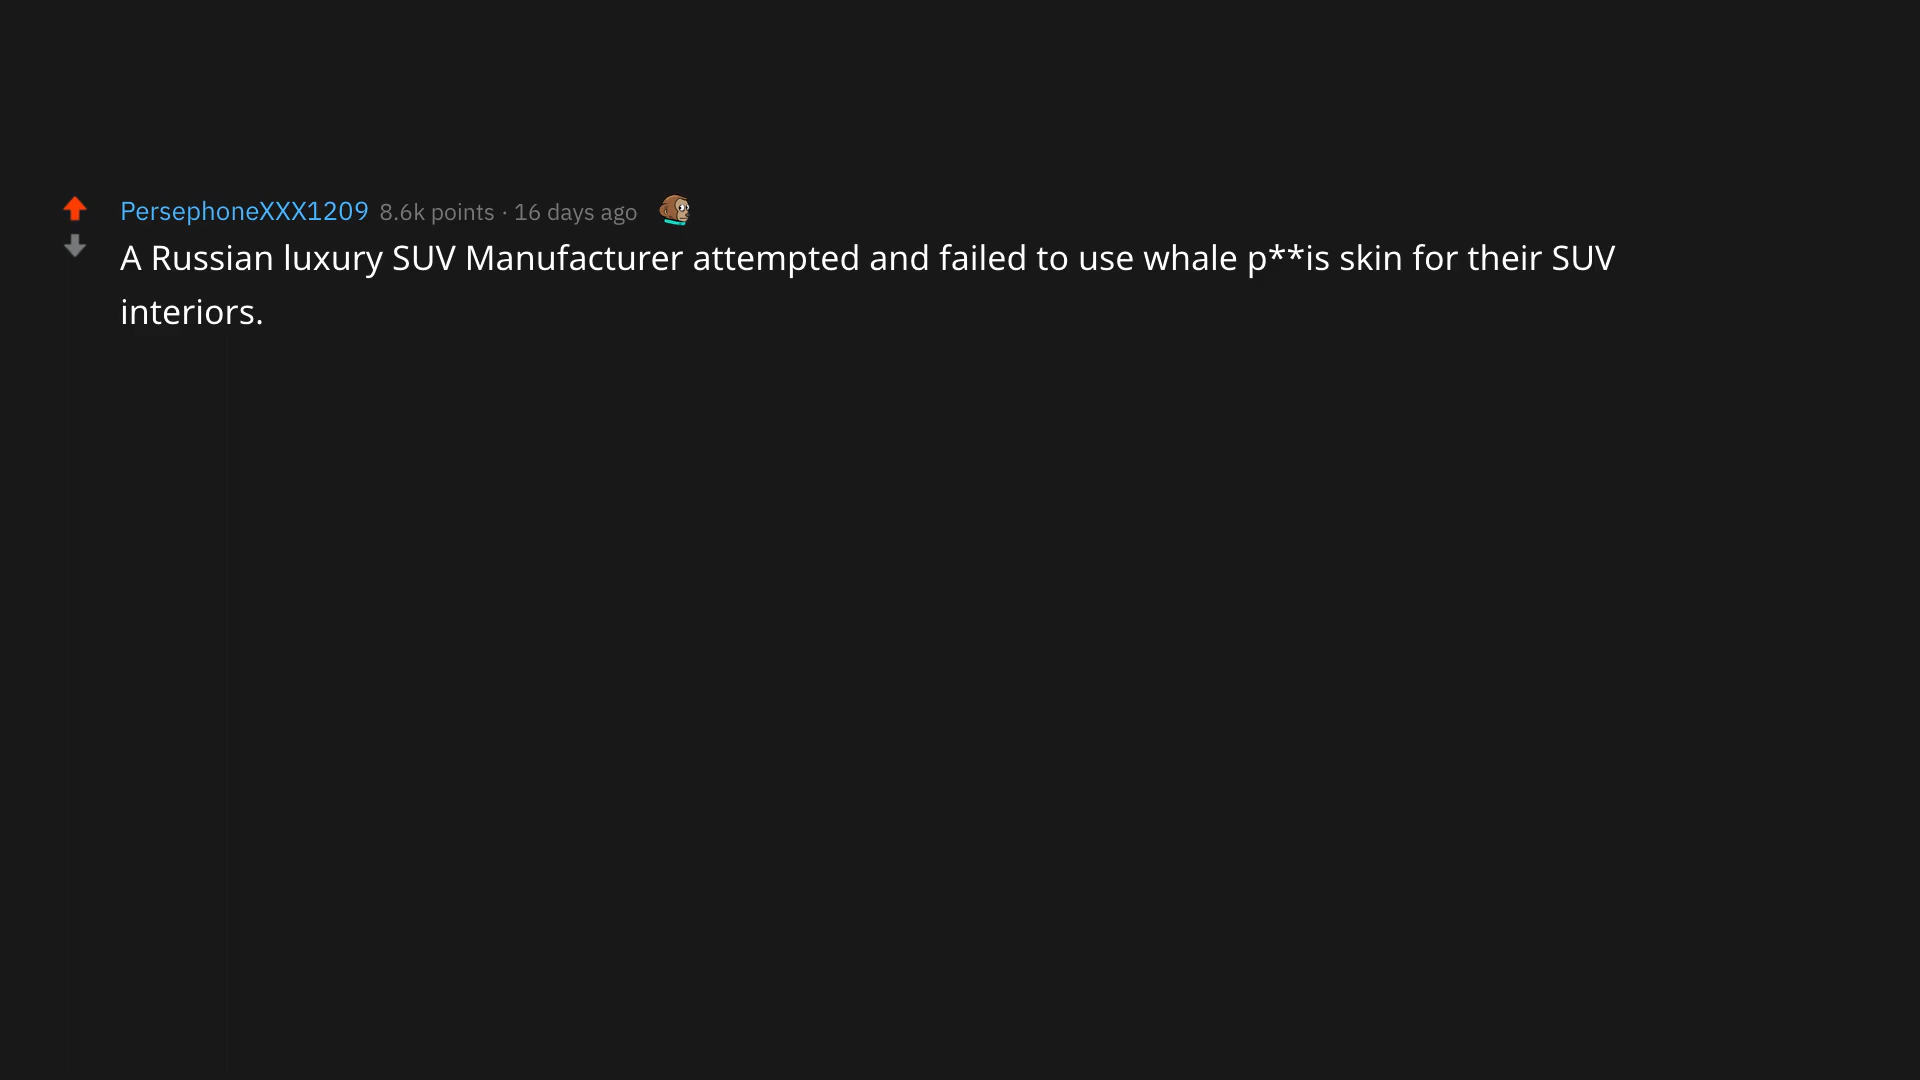 PersephoneXXX1209 8.6k points · 16 days ago
A Russian luxury SUV Manufacturer attempted and failed to use whale p**is skin for their SUV
interiors.